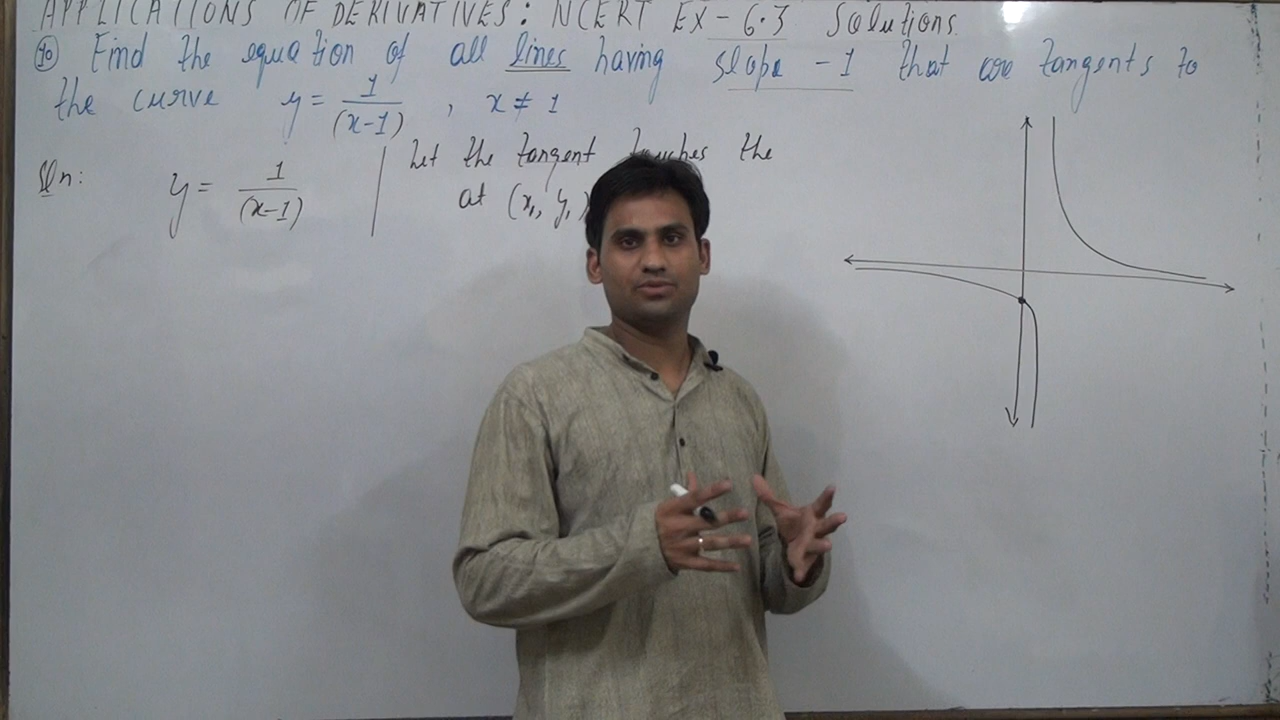 APPLICATIONS OF DERIVATIVES: NCERT EX-6.3 Solutions.
10 Find the equation of all lines having slope -1 that are tangents to
the curve y = 1/(x-1) , x ≠ 1
Soln: y = 1/(x-1) Let the tangent touches the
at (x₁, y₁)